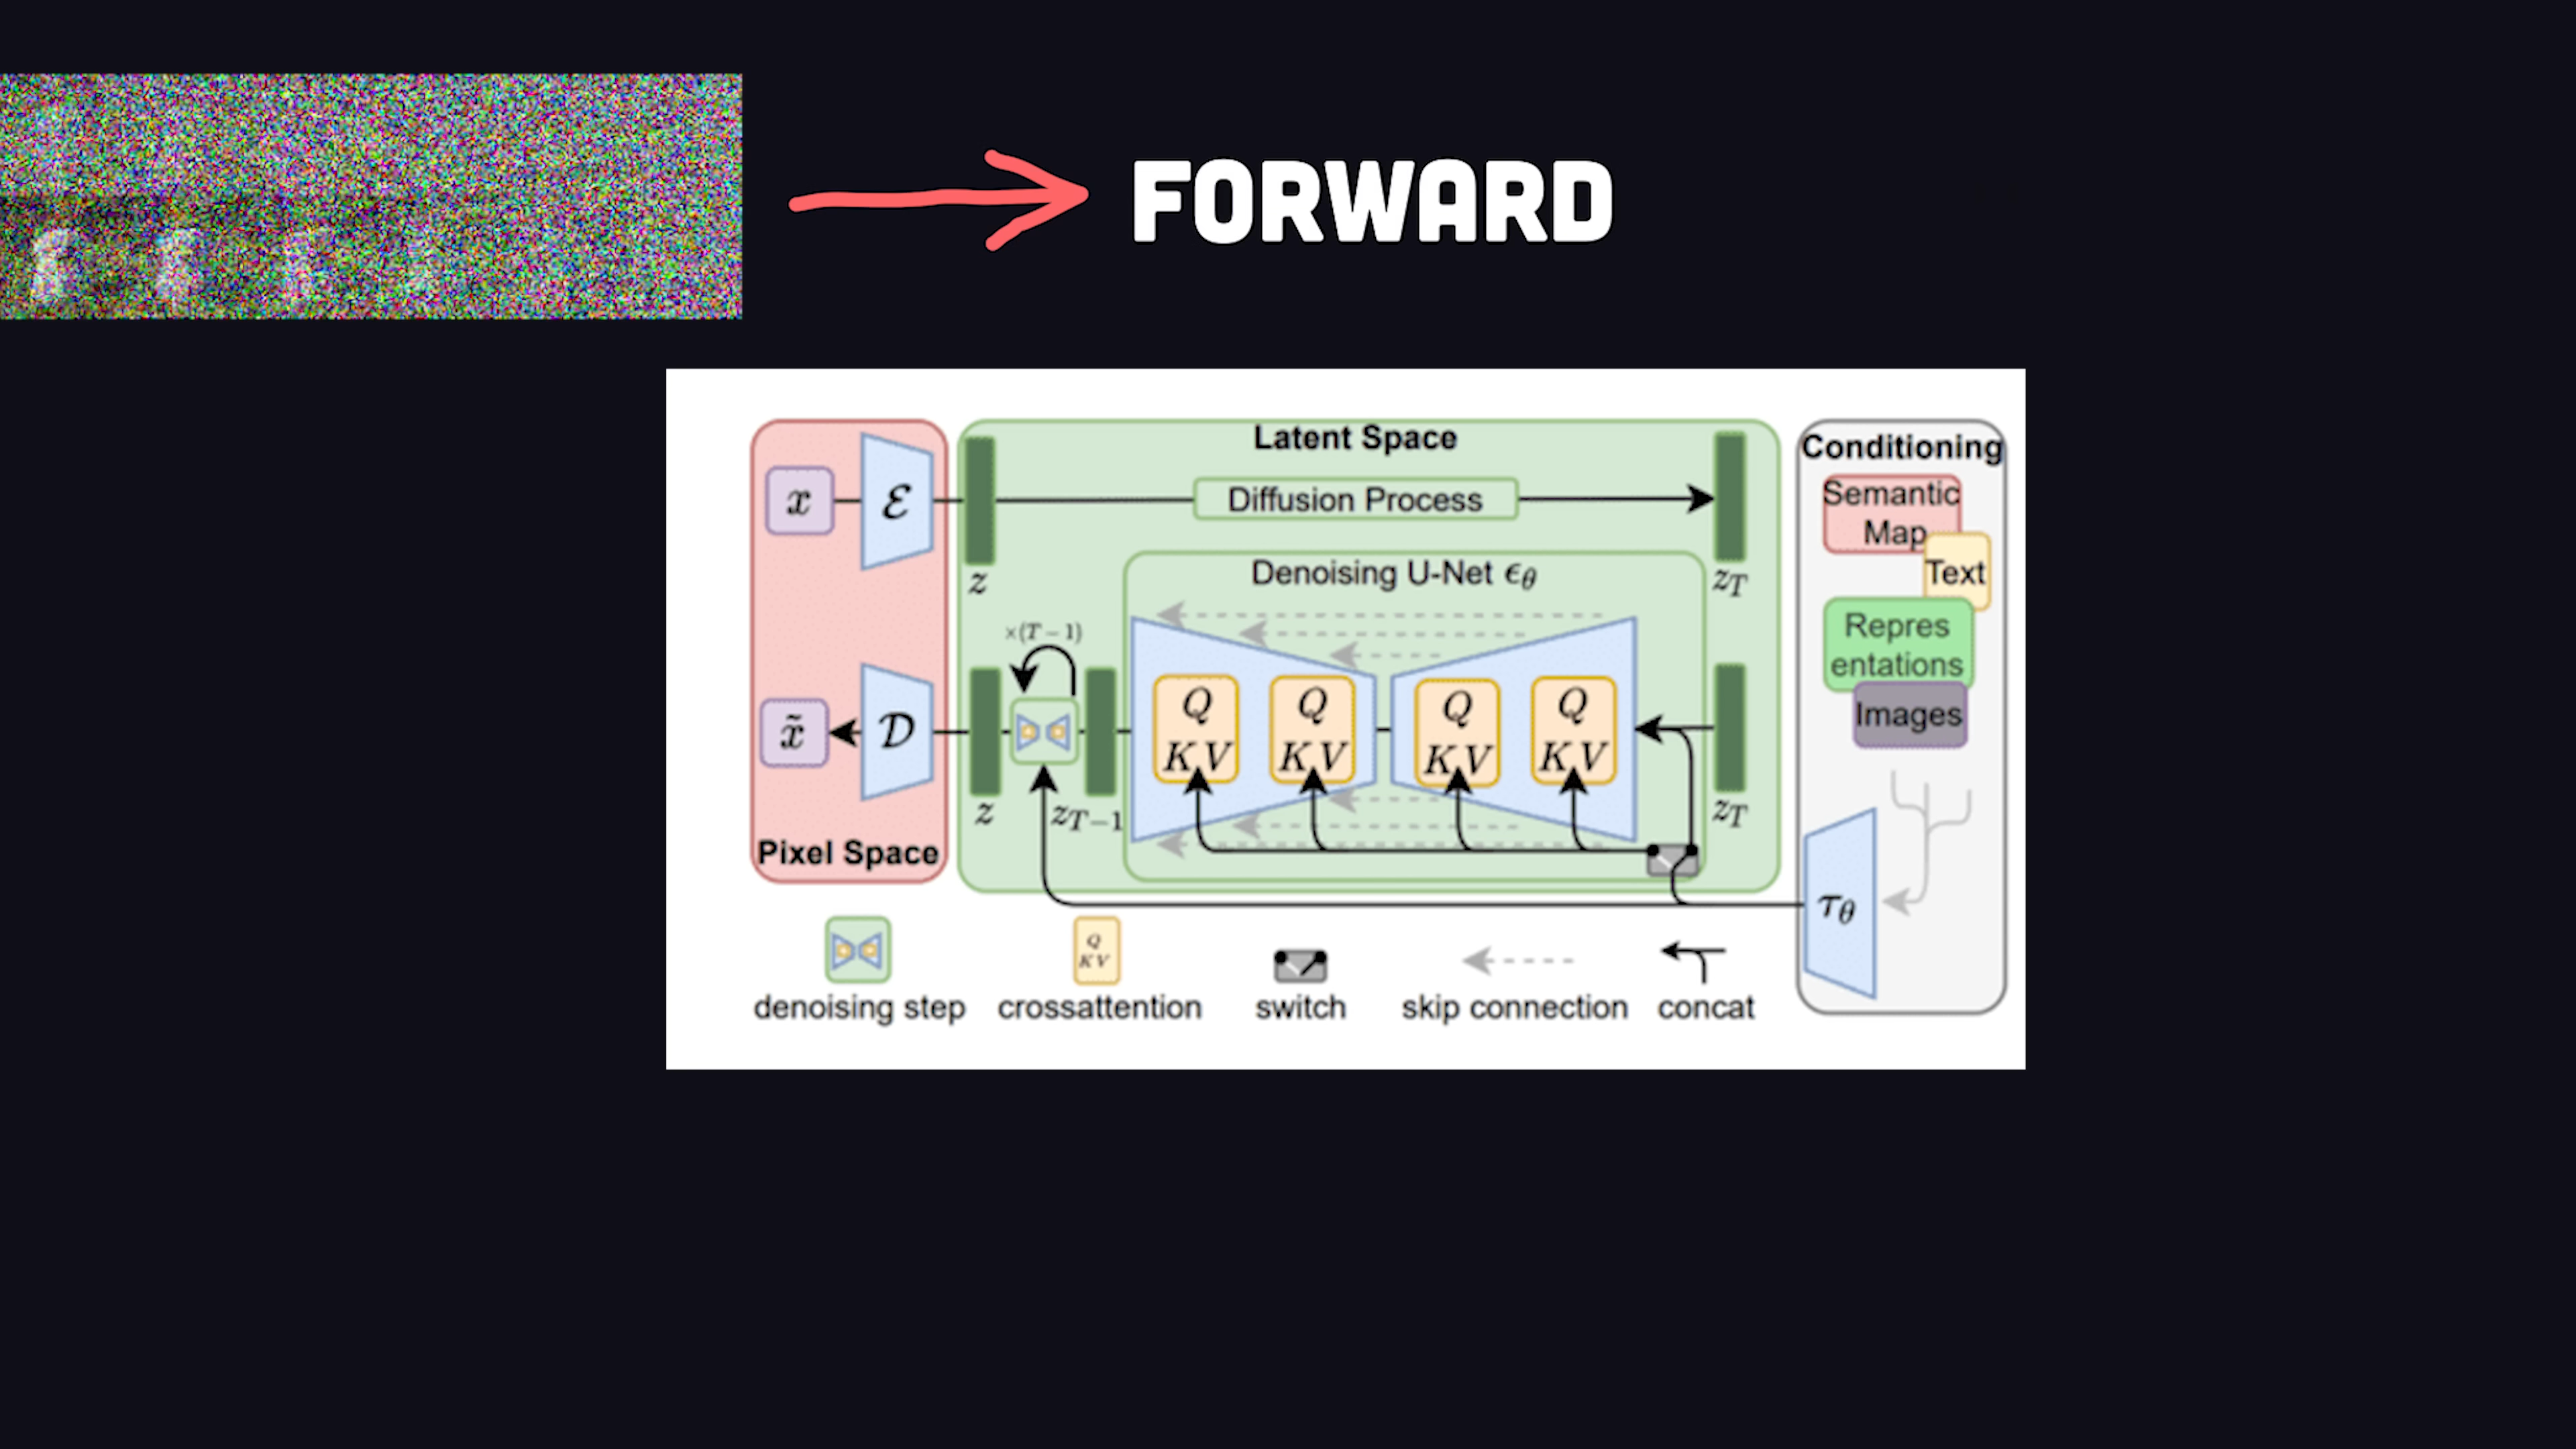 FORWARD
Latent Space
Conditioning
x
ℰ
Diffusion Process
Semantic
Map
Text
z
Denoising U-Net ϵ_θ
z_T
×(T − 1)
Repres
entations
Images
x̃
𝒟
Q
K V
Q
K V
Q
K V
Q
K V
z
z_{T−1}
z_T
Pixel Space
τ_θ
Q
K V
denoising step
crossattention
switch
skip connection
concat